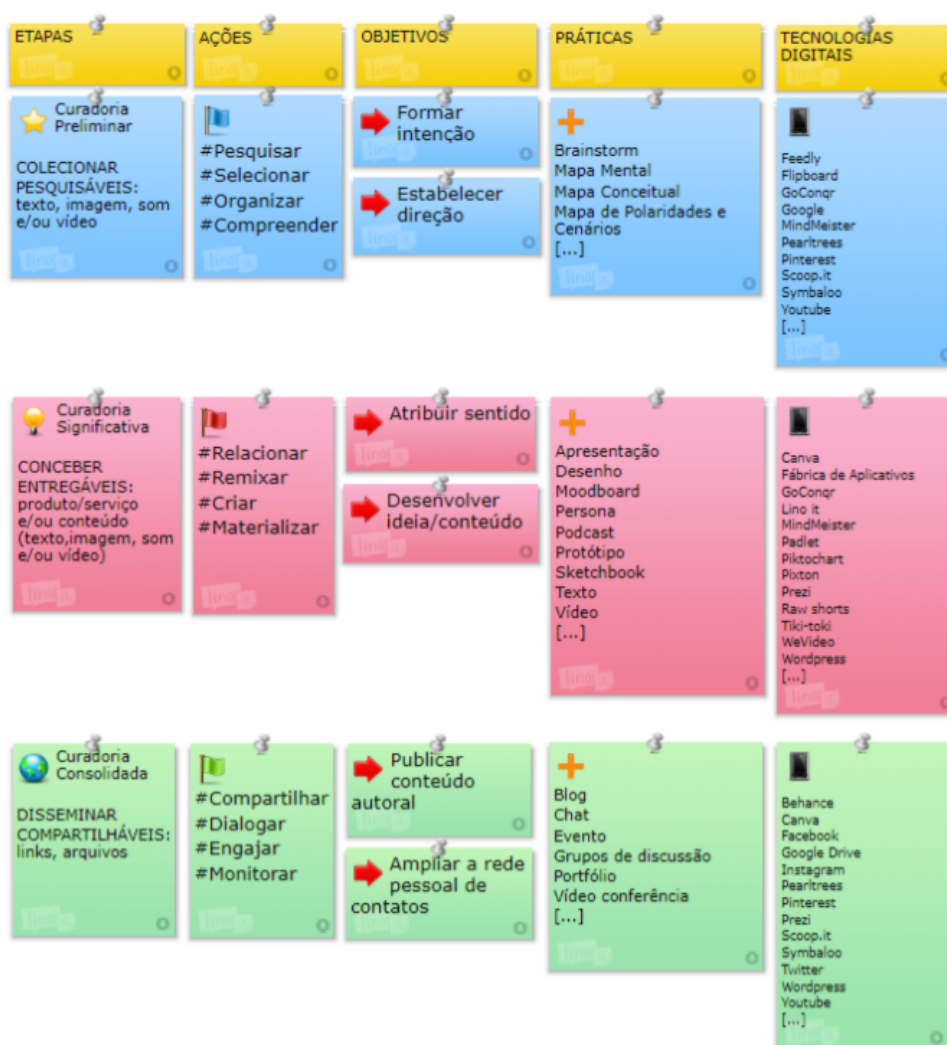 ETAPAS
AÇÕES
OBJETIVOS
PRÁTICAS
TECNOLOGIAS
DIGITAIS
Curadoria
Preliminar
COLECIONAR
PESQUISÁVEIS:
texto, imagem, som
e/ou vídeo
#Pesquisar
#Selecionar
#Organizar
#Compreender
Formar
intenção
Estabelecer
direção
Brainstorm
Mapa Mental
Mapa Conceitual
Mapa de Polaridades e
Cenários
[...]
Feedly
Flipboard
GoConqr
Google
MindMeister
Pearltrees
Pinterest
Scoop.it
Symbaloo
Youtube
[...]
Curadoria
Significativa
CONCEBER
ENTREGÁVEIS:
produto/serviço
e/ou conteúdo
(texto,imagem, som
e/ou vídeo)
#Relacionar
#Remixar
#Criar
#Materializar
Atribuir sentido
Desenvolver
ideia/conteúdo
Apresentação
Desenho
Moodboard
Persona
Podcast
Protótipo
Sketchbook
Texto
Vídeo
[...]
Canva
Fábrica de Aplicativos
GoConqr
Lino it
MindMeister
Padlet
Piktochart
Pixton
Prezi
Raw shorts
Tiki-toki
WeVideo
Wordpress
[...]
Curadoria
Consolidada
DISSEMINAR
COMPARTILHÁVEIS:
links, arquivos
#Compartilhar
#Dialogar
#Engajar
#Monitorar
Publicar
conteúdo
autoral
Ampliar a rede
pessoal de
contatos
Blog
Chat
Evento
Grupos de discussão
Portfólio
Vídeo conferência
[...]
Behance
Canva
Facebook
Google Drive
Instagram
Pearltrees
Pinterest
Prezi
Scoop.it
Symbaloo
Twitter
Wordpress
Youtube
[...]